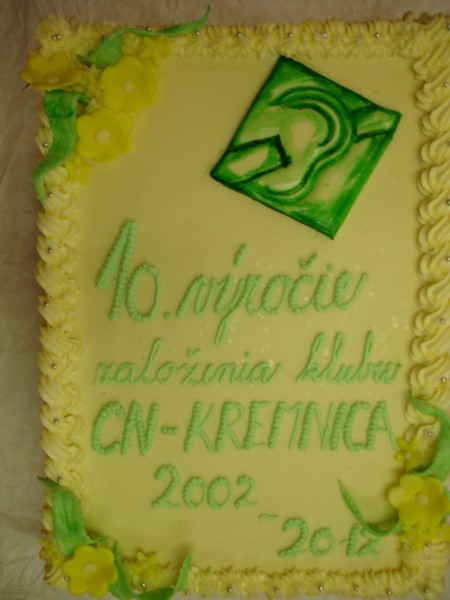 10. výročie
založenia klubu
CN-KREMNICA
2002
- 2012